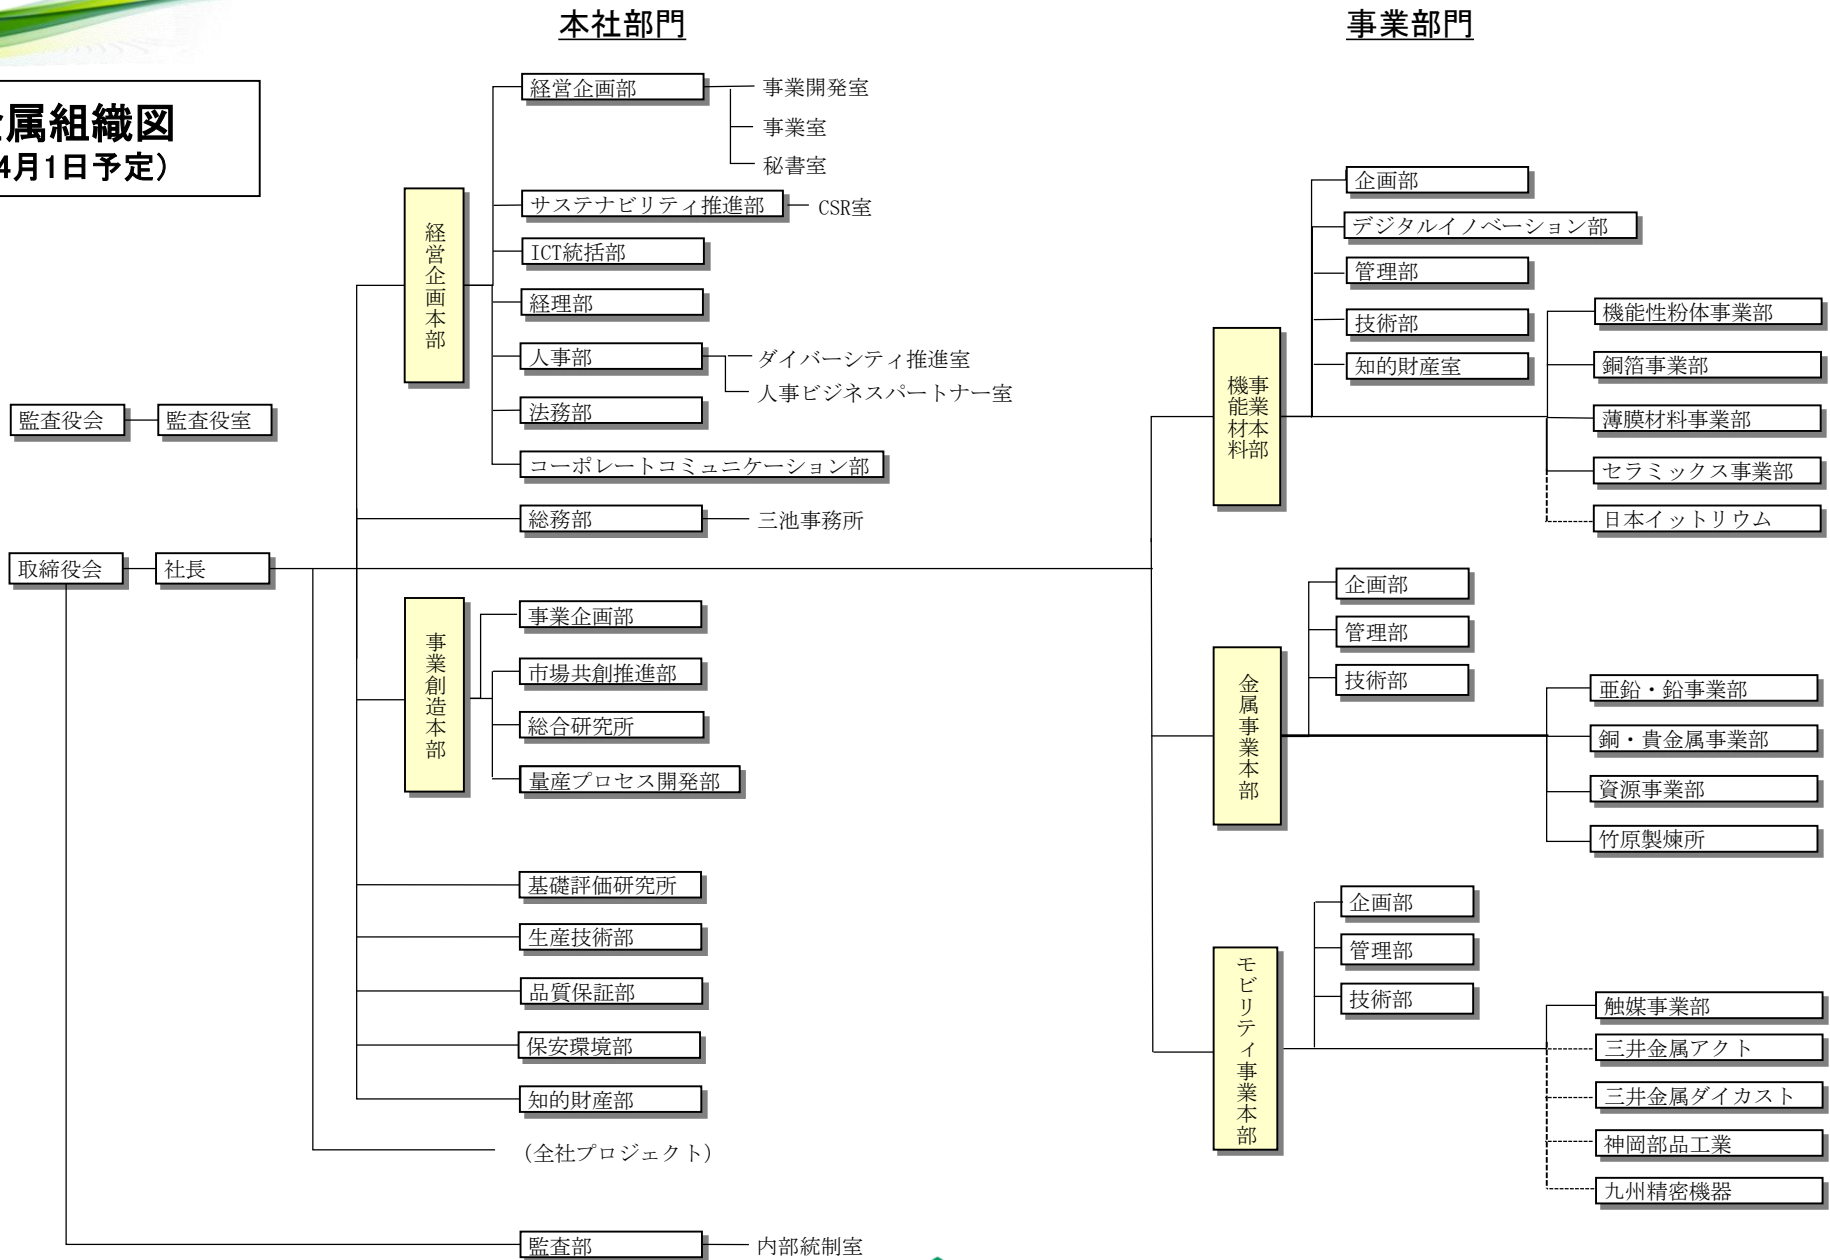 本社部門
事業部門
属組織図
4月1日予定）
経営企画部
事業開発室
事業室
秘書室
サステナビリティ推進部
CSR室
ICT統括部
経理部
人事部
ダイバーシティ推進室
人事ビジネスパートナー室
法務部
コーポレートコミュニケーション部
経営企画本部
監査役会
監査役室
総務部
三池事務所
取締役会
社長
事業創造本部
事業企画部
市場共創推進部
総合研究所
量産プロセス開発部
基礎評価研究所
生産技術部
品質保証部
保安環境部
知的財産部
（全社プロジェクト）
監査部
内部統制室
機能材料
事業本部
企画部
デジタルイノベーション部
管理部
技術部
知的財産室
機能性粉体事業部
銅箔事業部
薄膜材料事業部
セラミックス事業部
日本イットリウム
金属事業本部
企画部
管理部
技術部
亜鉛・鉛事業部
銅・貴金属事業部
資源事業部
竹原製煉所
モビリティ事業本部
企画部
管理部
技術部
触媒事業部
三井金属アクト
三井金属ダイカスト
神岡部品工業
九州精密機器